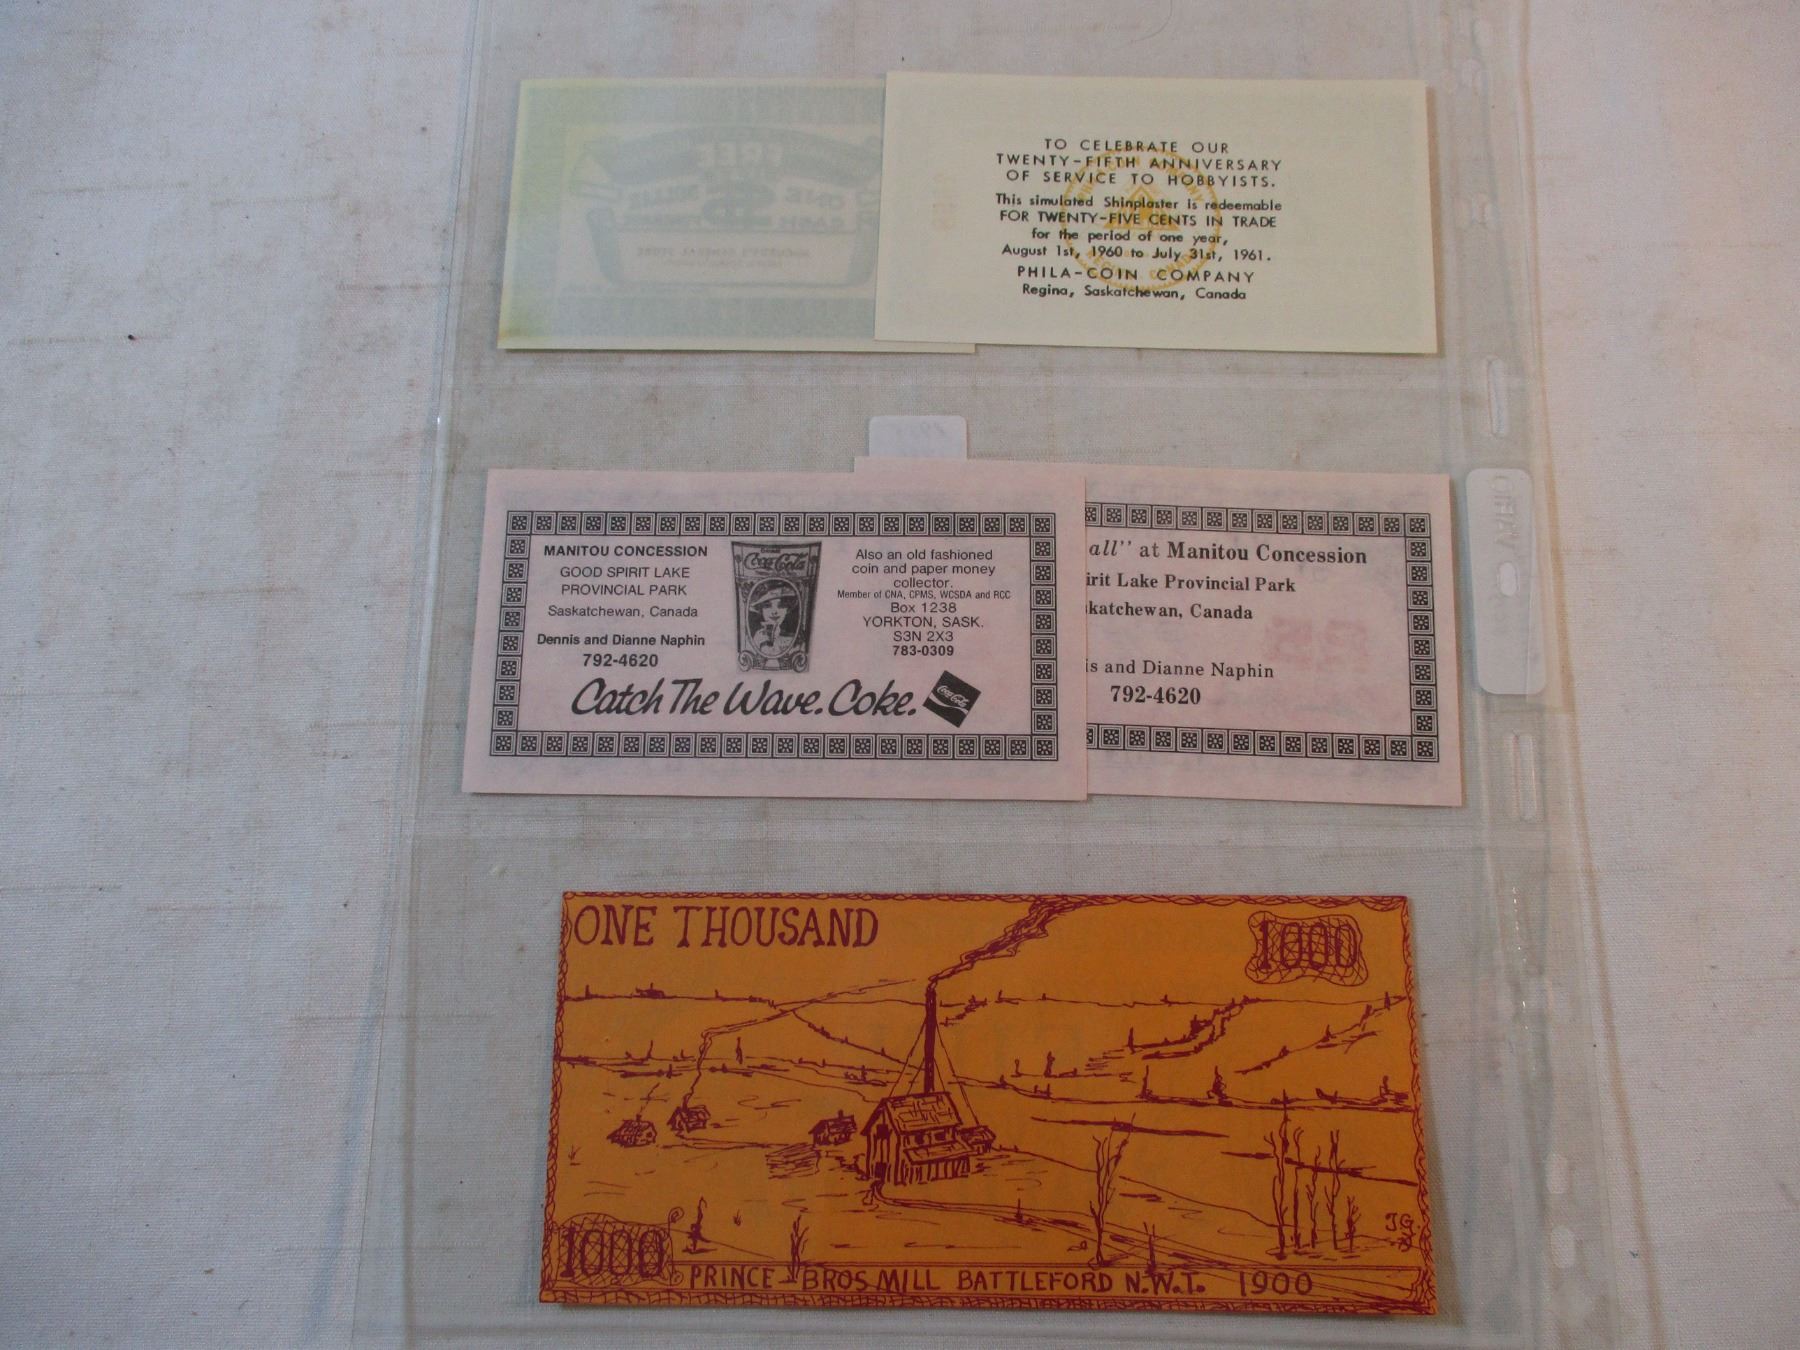 TO CELEBRATE OUR
TWENTY-FIFTH ANNIVERSARY
OF SERVICE TO HOBBYISTS.
This simulated Shinplaster is redeemable
FOR TWENTY-FIVE CENTS IN TRADE
for the period of one year,
August 1st, 1960 to July 31st, 1961.
PHILA-COIN COMPANY
Regina, Saskatchewan, Canada
MANITOU CONCESSION
GOOD SPIRIT LAKE
PROVINCIAL PARK
Saskatchewan, Canada
Dennis and Dianne Naphin
792-4620
Coca-Cola
Also an old fashioned
coin and paper money
collector.
Member of CNA, CPMS, WCSDA and RCC
Box 1238
YORKTON, SASK.
S3N 2X3
783-0309
Catch The Wave. Coke.
Coca-Cola
all" at Manitou Concession
irit Lake Provincial Park
katchewan, Canada
is and Dianne Naphin
792-4620
ONE THOUSAND
1000
JG
1000
PRINCE BROS MILL BATTLEFORD N.W.T. 1900